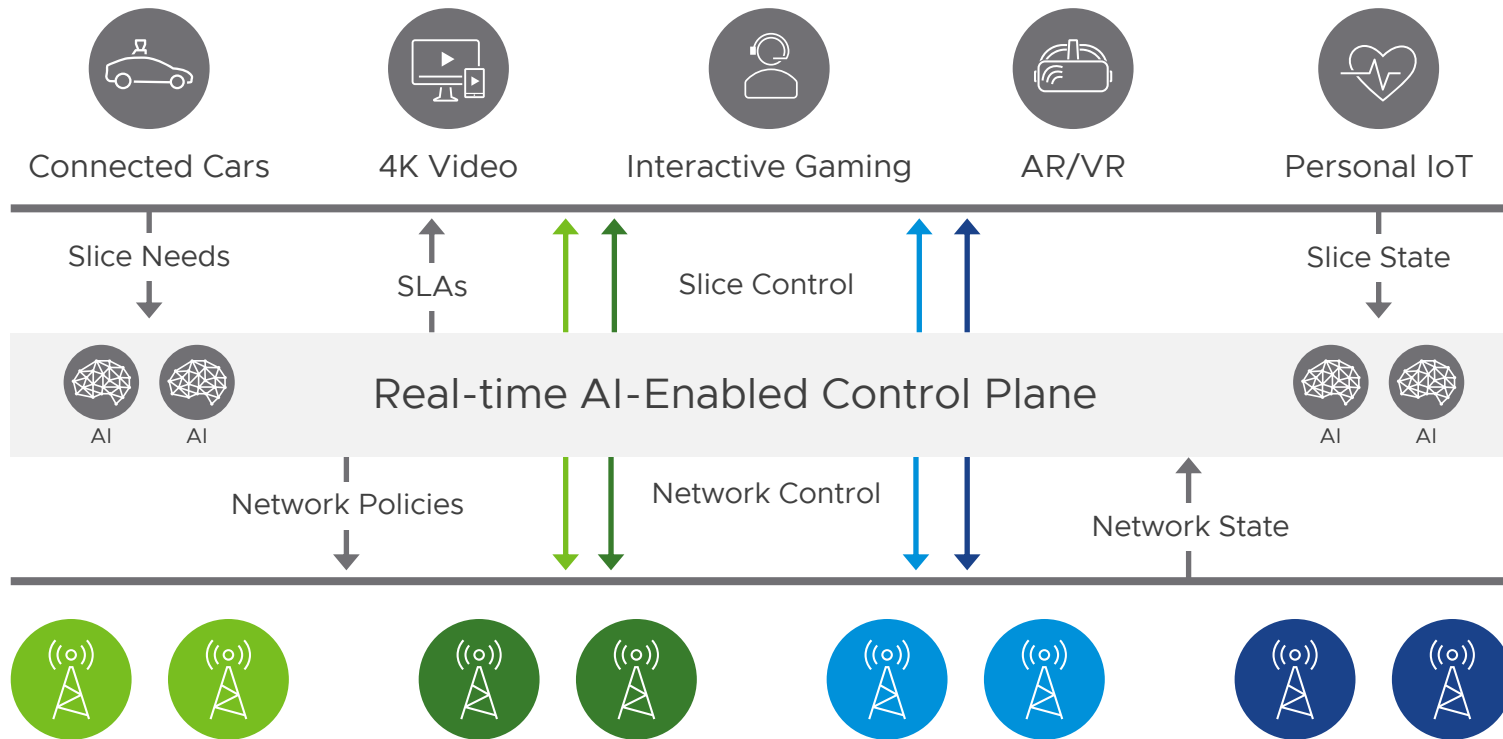 Connected Cars
4K Video
Interactive Gaming
AR/VR
Personal IoT
Slice Needs
SLAs
Slice Control
Slice State
Real-time AI-Enabled Control Plane
AI
AI
AI
AI
Network Policies
Network Control
Network State